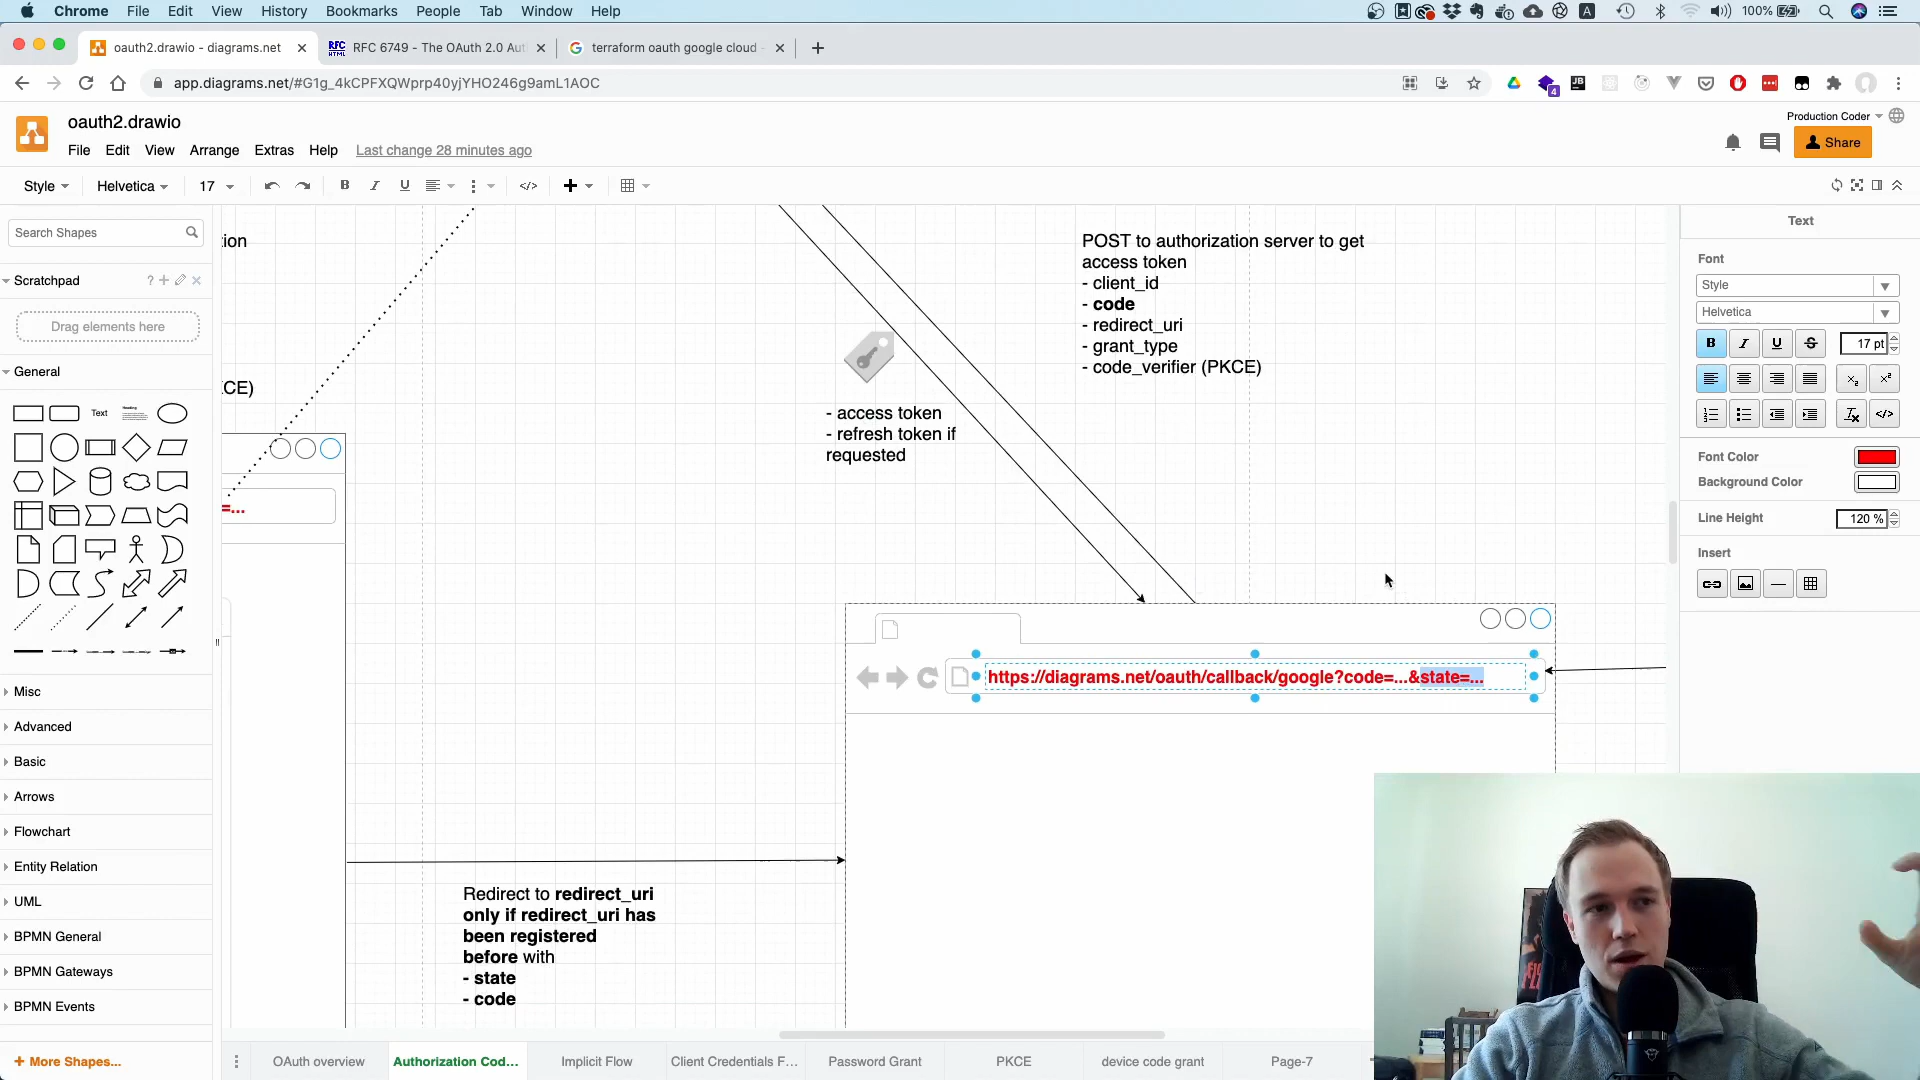 Chrome File Edit View History Bookmarks People Tab Window Help
A 100%
oauth2.drawio - diagrams.net
RFC HTML RFC 6749 - The OAuth 2.0 Aut
terraform oauth google cloud -
app.diagrams.net/#G1g_4kCPFXQWprp40yjYHO246g9amL1AOC
4 JB
oauth2.drawio
Production Coder
File Edit View Arrange Extras Help Last change 28 minutes ago
Share
Style Helvetica 17 B I U
Search Shapes
Scratchpad
?
Drag elements here
General
Text
Heading
Misc
Advanced
Basic
Arrows
Flowchart
Entity Relation
UML
BPMN General
BPMN Gateways
BPMN Events
+ More Shapes...
tion
CE)
=...
POST to authorization server to get
access token
- client_id
- code
- redirect_uri
- grant_type
- code_verifier (PKCE)
- access token
- refresh token if
requested
https://diagrams.net/oauth/callback/google?code=...&state=...
Redirect to redirect_uri
only if redirect_uri has
been registered
before with
- state
- code
Text
Font
Style
Helvetica
B I U S 17 pt
Font Color
Background Color
Line Height 120 %
Insert
OAuth overview Authorization Cod... Implicit Flow Client Credentials F... Password Grant PKCE device code grant Page-7